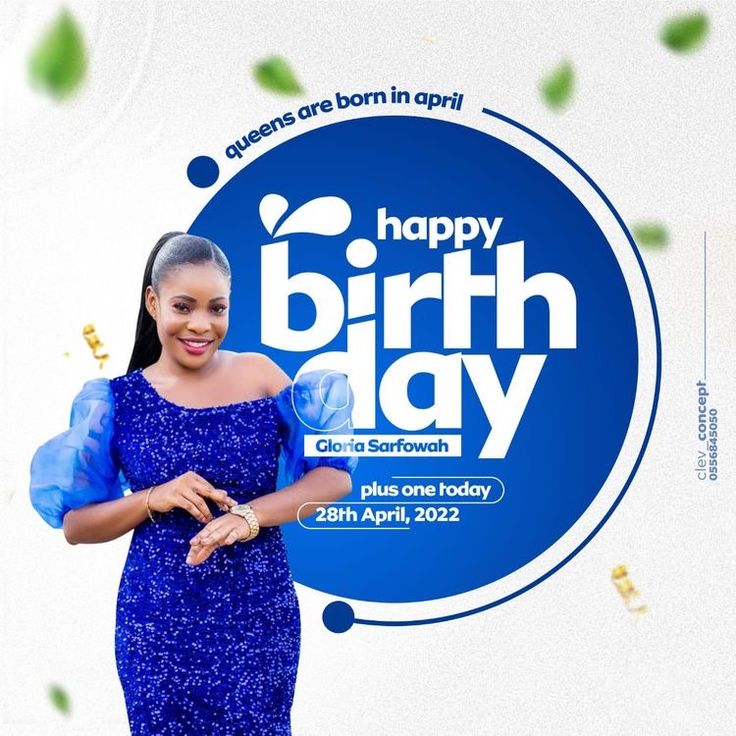 queens are born in april
happy
birth
day
Gloria Sarfowah
plus one today
28th April, 2022
clev_concept
0556845050